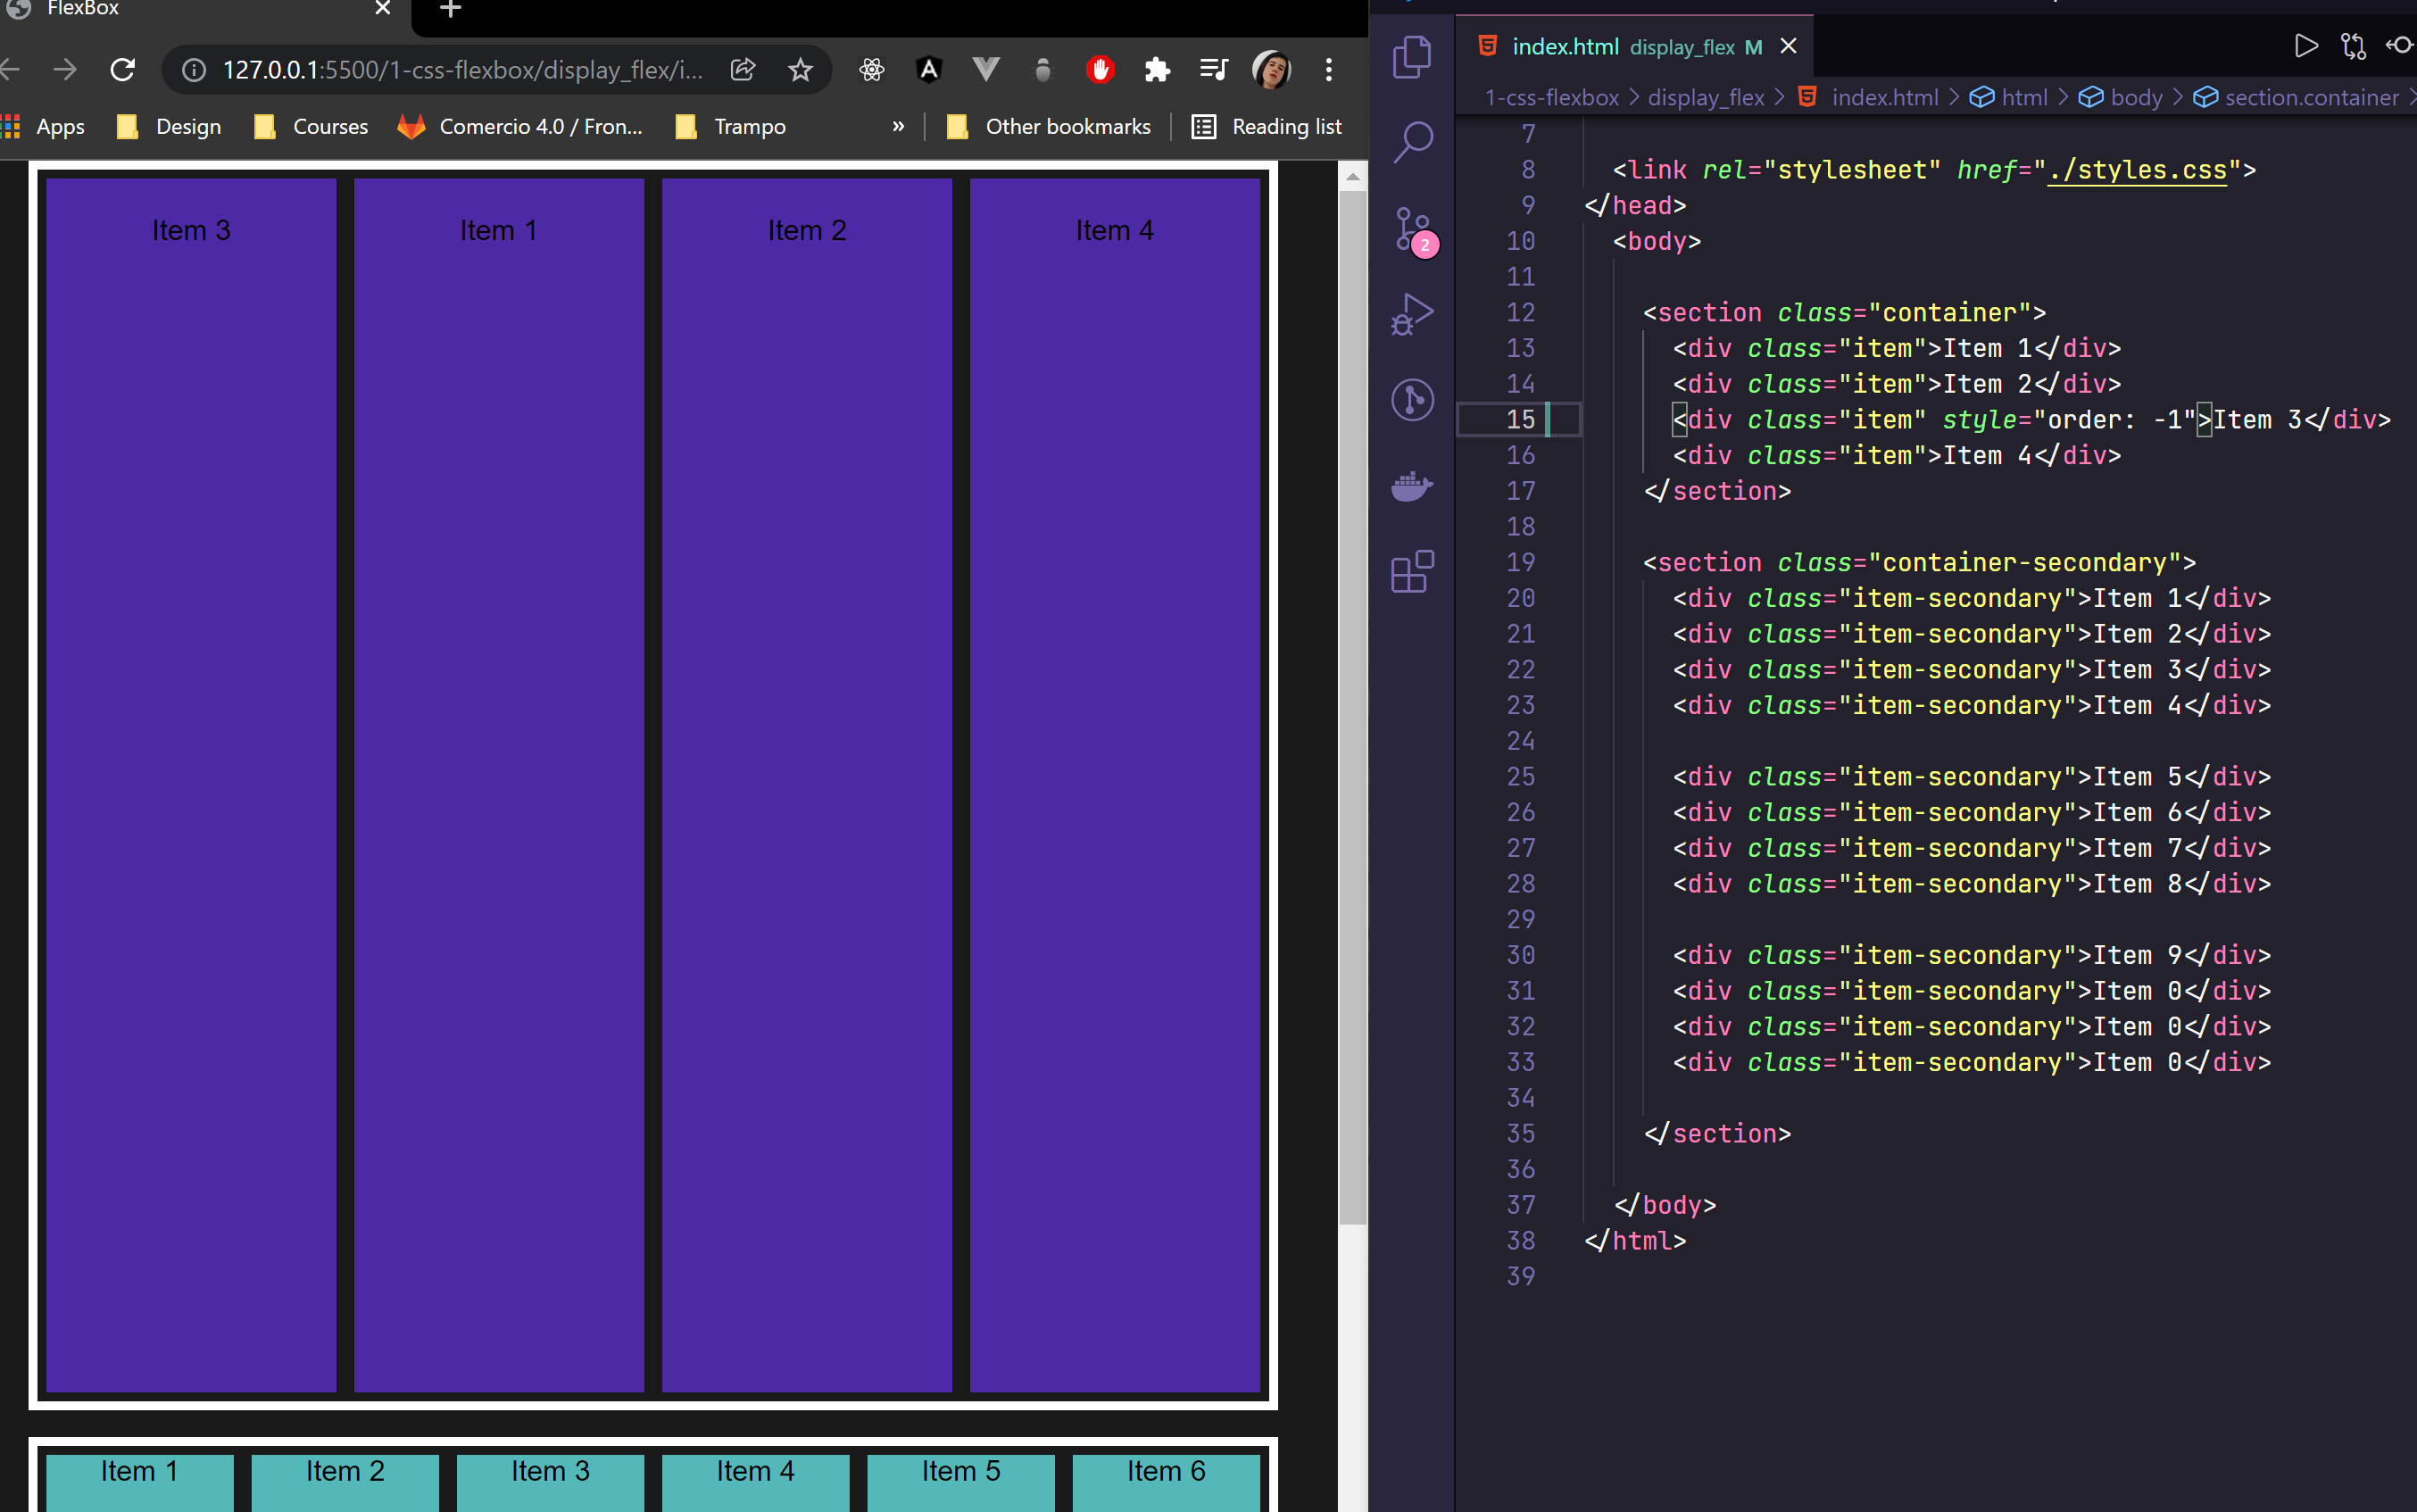 FlexBox
127.0.0.1:5500/1-css-flexbox/display_flex/i...
Apps Design Courses Comercio 4.0 / Fron... Trampo » Other bookmarks Reading list
Item 3 Item 1 Item 2 Item 4
Item 1 Item 2 Item 3 Item 4 Item 5 Item 6
2
index.html display_flex M
1-css-flexbox > display_flex > index.html > html > body > section.container >
7
8 <link rel="stylesheet" href="./styles.css">
9 </head>
10 <body>
11
12 <section class="container">
13 <div class="item">Item 1</div>
14 <div class="item">Item 2</div>
15 <div class="item" style="order: -1">Item 3</div>
16 <div class="item">Item 4</div>
17 </section>
18
19 <section class="container-secondary">
20 <div class="item-secondary">Item 1</div>
21 <div class="item-secondary">Item 2</div>
22 <div class="item-secondary">Item 3</div>
23 <div class="item-secondary">Item 4</div>
24
25 <div class="item-secondary">Item 5</div>
26 <div class="item-secondary">Item 6</div>
27 <div class="item-secondary">Item 7</div>
28 <div class="item-secondary">Item 8</div>
29
30 <div class="item-secondary">Item 9</div>
31 <div class="item-secondary">Item 0</div>
32 <div class="item-secondary">Item 0</div>
33 <div class="item-secondary">Item 0</div>
34
35 </section>
36
37 </body>
38 </html>
39